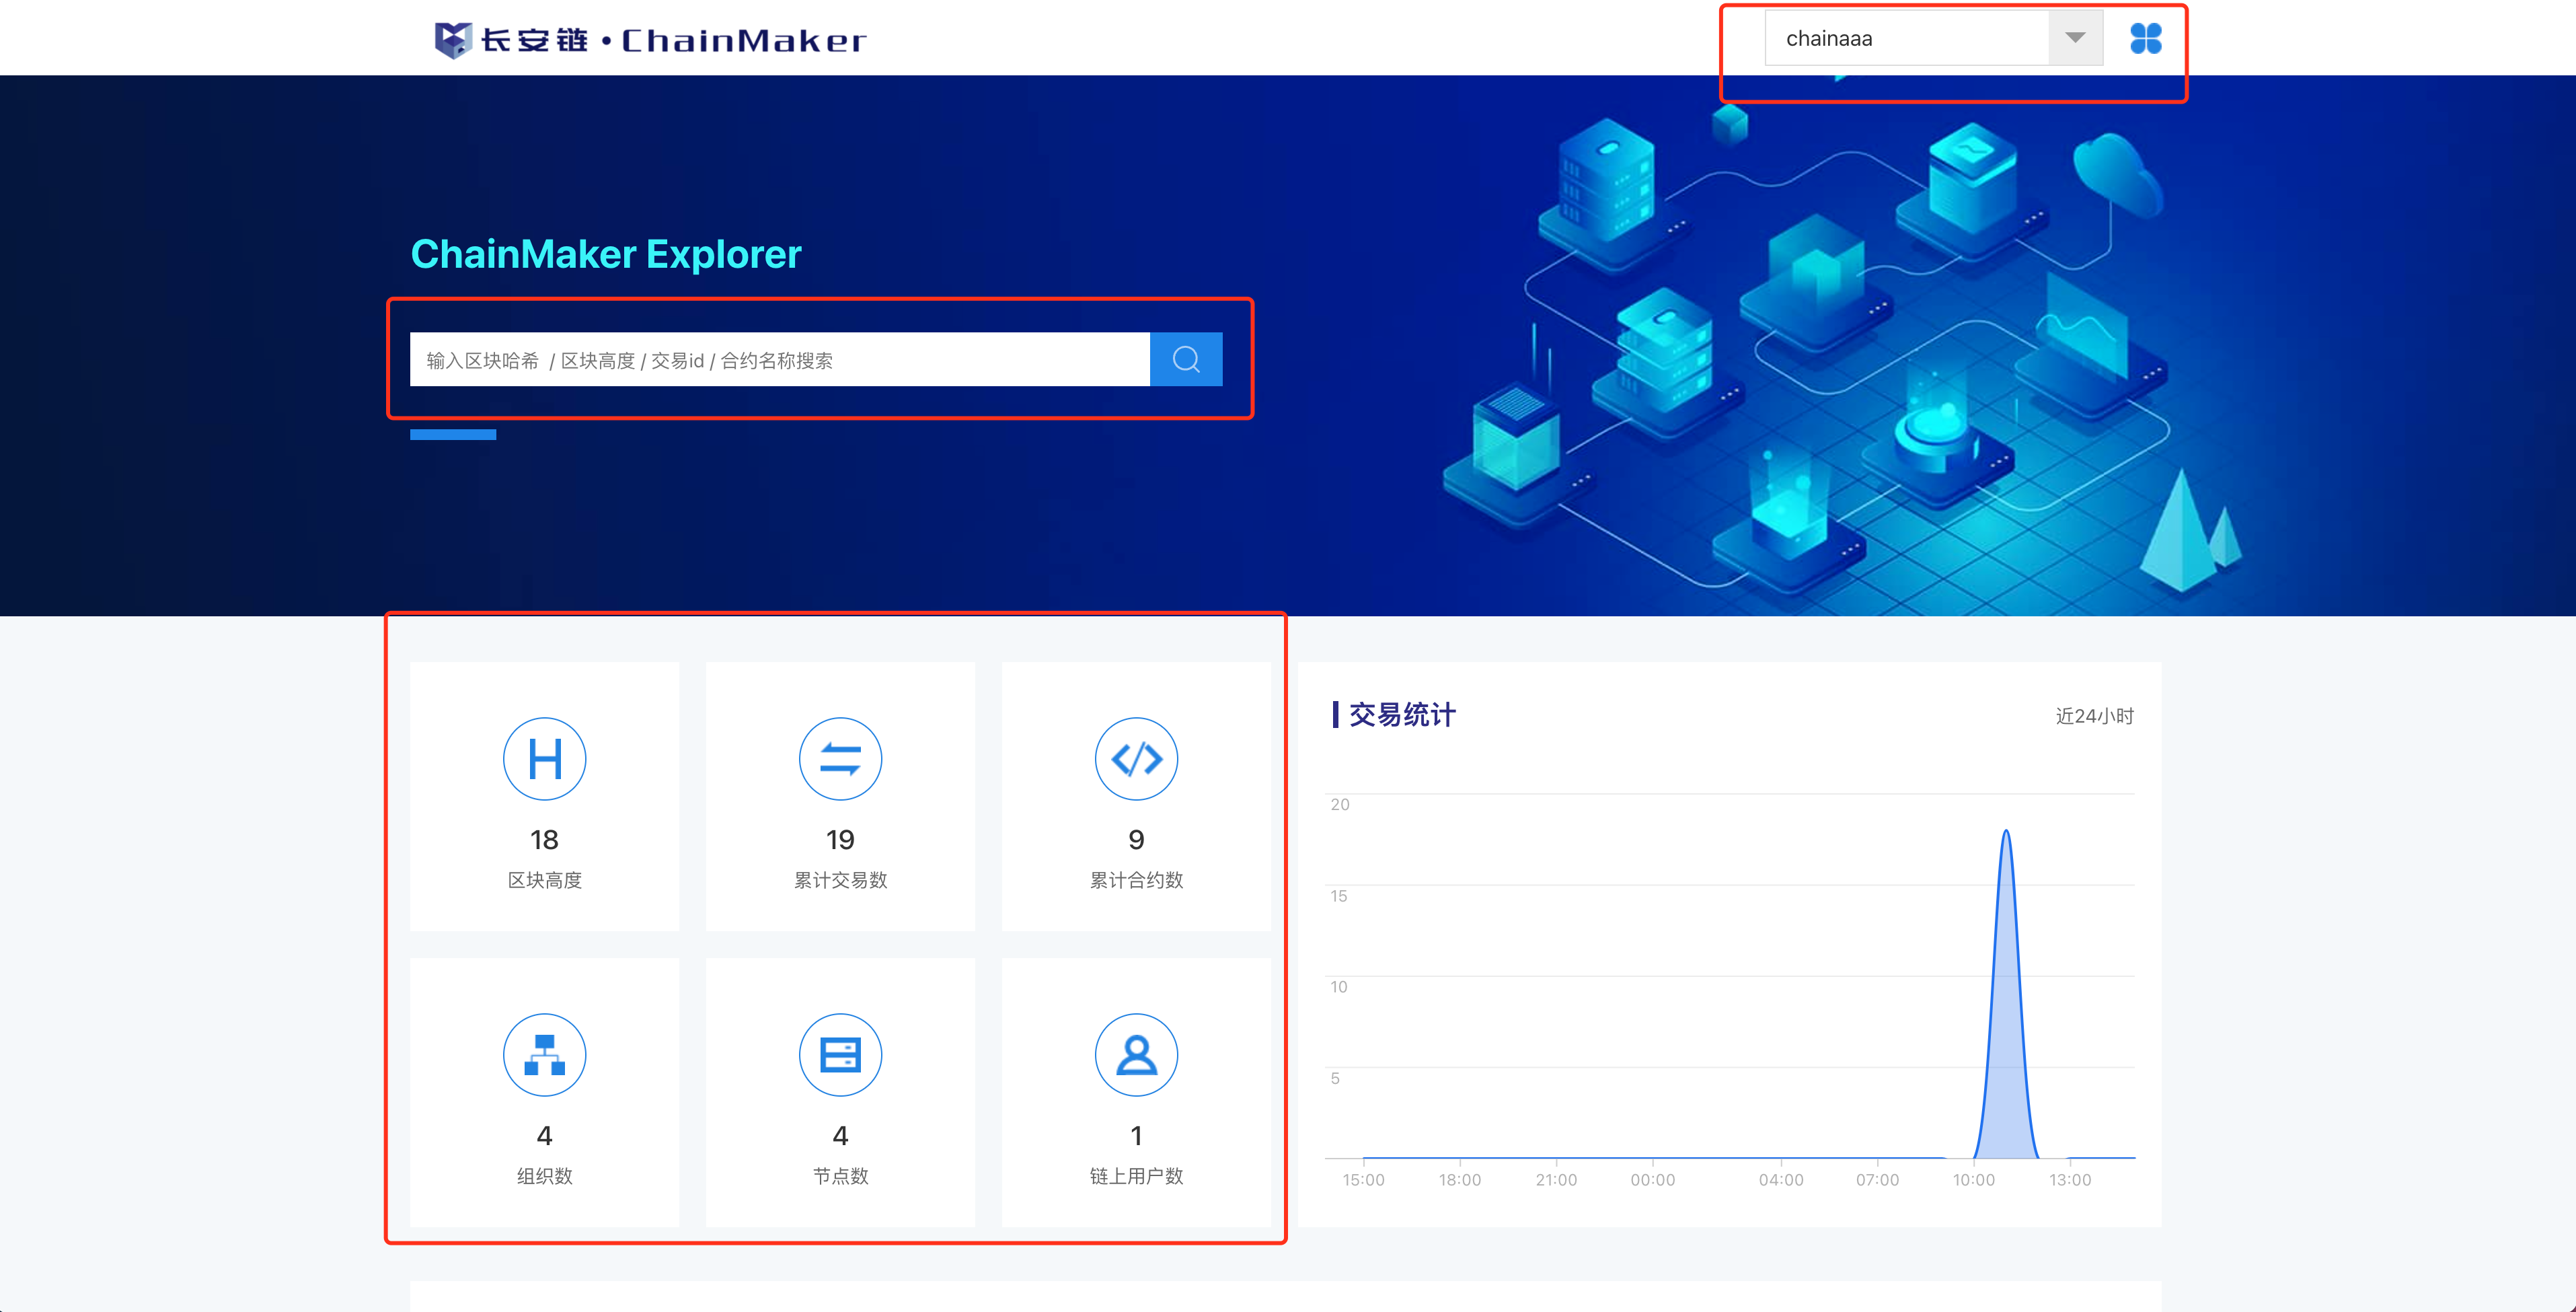 长安链·ChainMaker
chainaaa
ChainMaker Explorer
输入区块哈希 / 区块高度 / 交易id / 合约名称搜索
18
区块高度
19
累计交易数
9
累计合约数
4
组织数
4
节点数
1
链上用户数
交易统计
近24小时
20
15
10
5
15:00 18:00 21:00 00:00 04:00 07:00 10:00 13:00